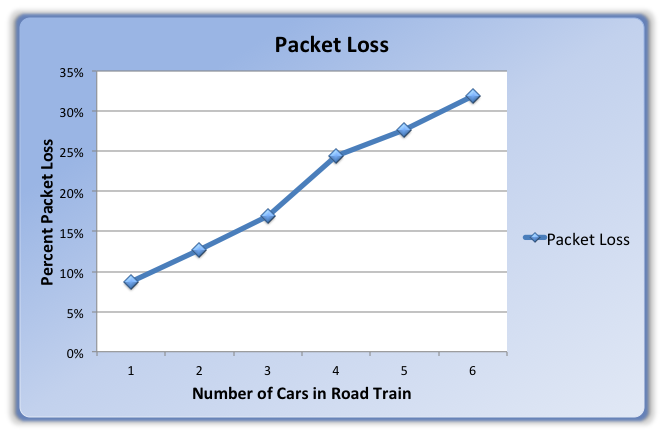 Packet Loss
35%
30%
25%
20%
15%
10%
5%
0%
Percent Packet Loss
1 2 3 4 5 6
Number of Cars in Road Train
Packet Loss